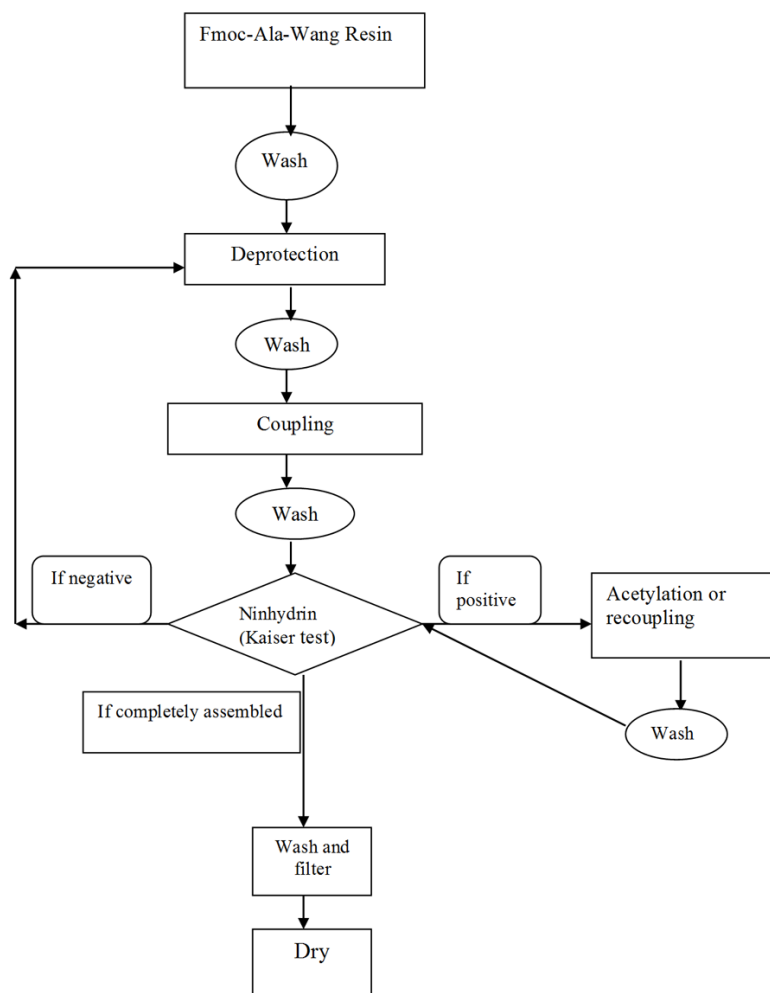 Fmoc-Ala-Wang Resin
Wash
Deprotection
Wash
Coupling
Wash
If negative
Ninhydrin
(Kaiser test)
If
positive
Acetylation or
recoupling
If completely assembled
Wash
Wash and
filter
Dry